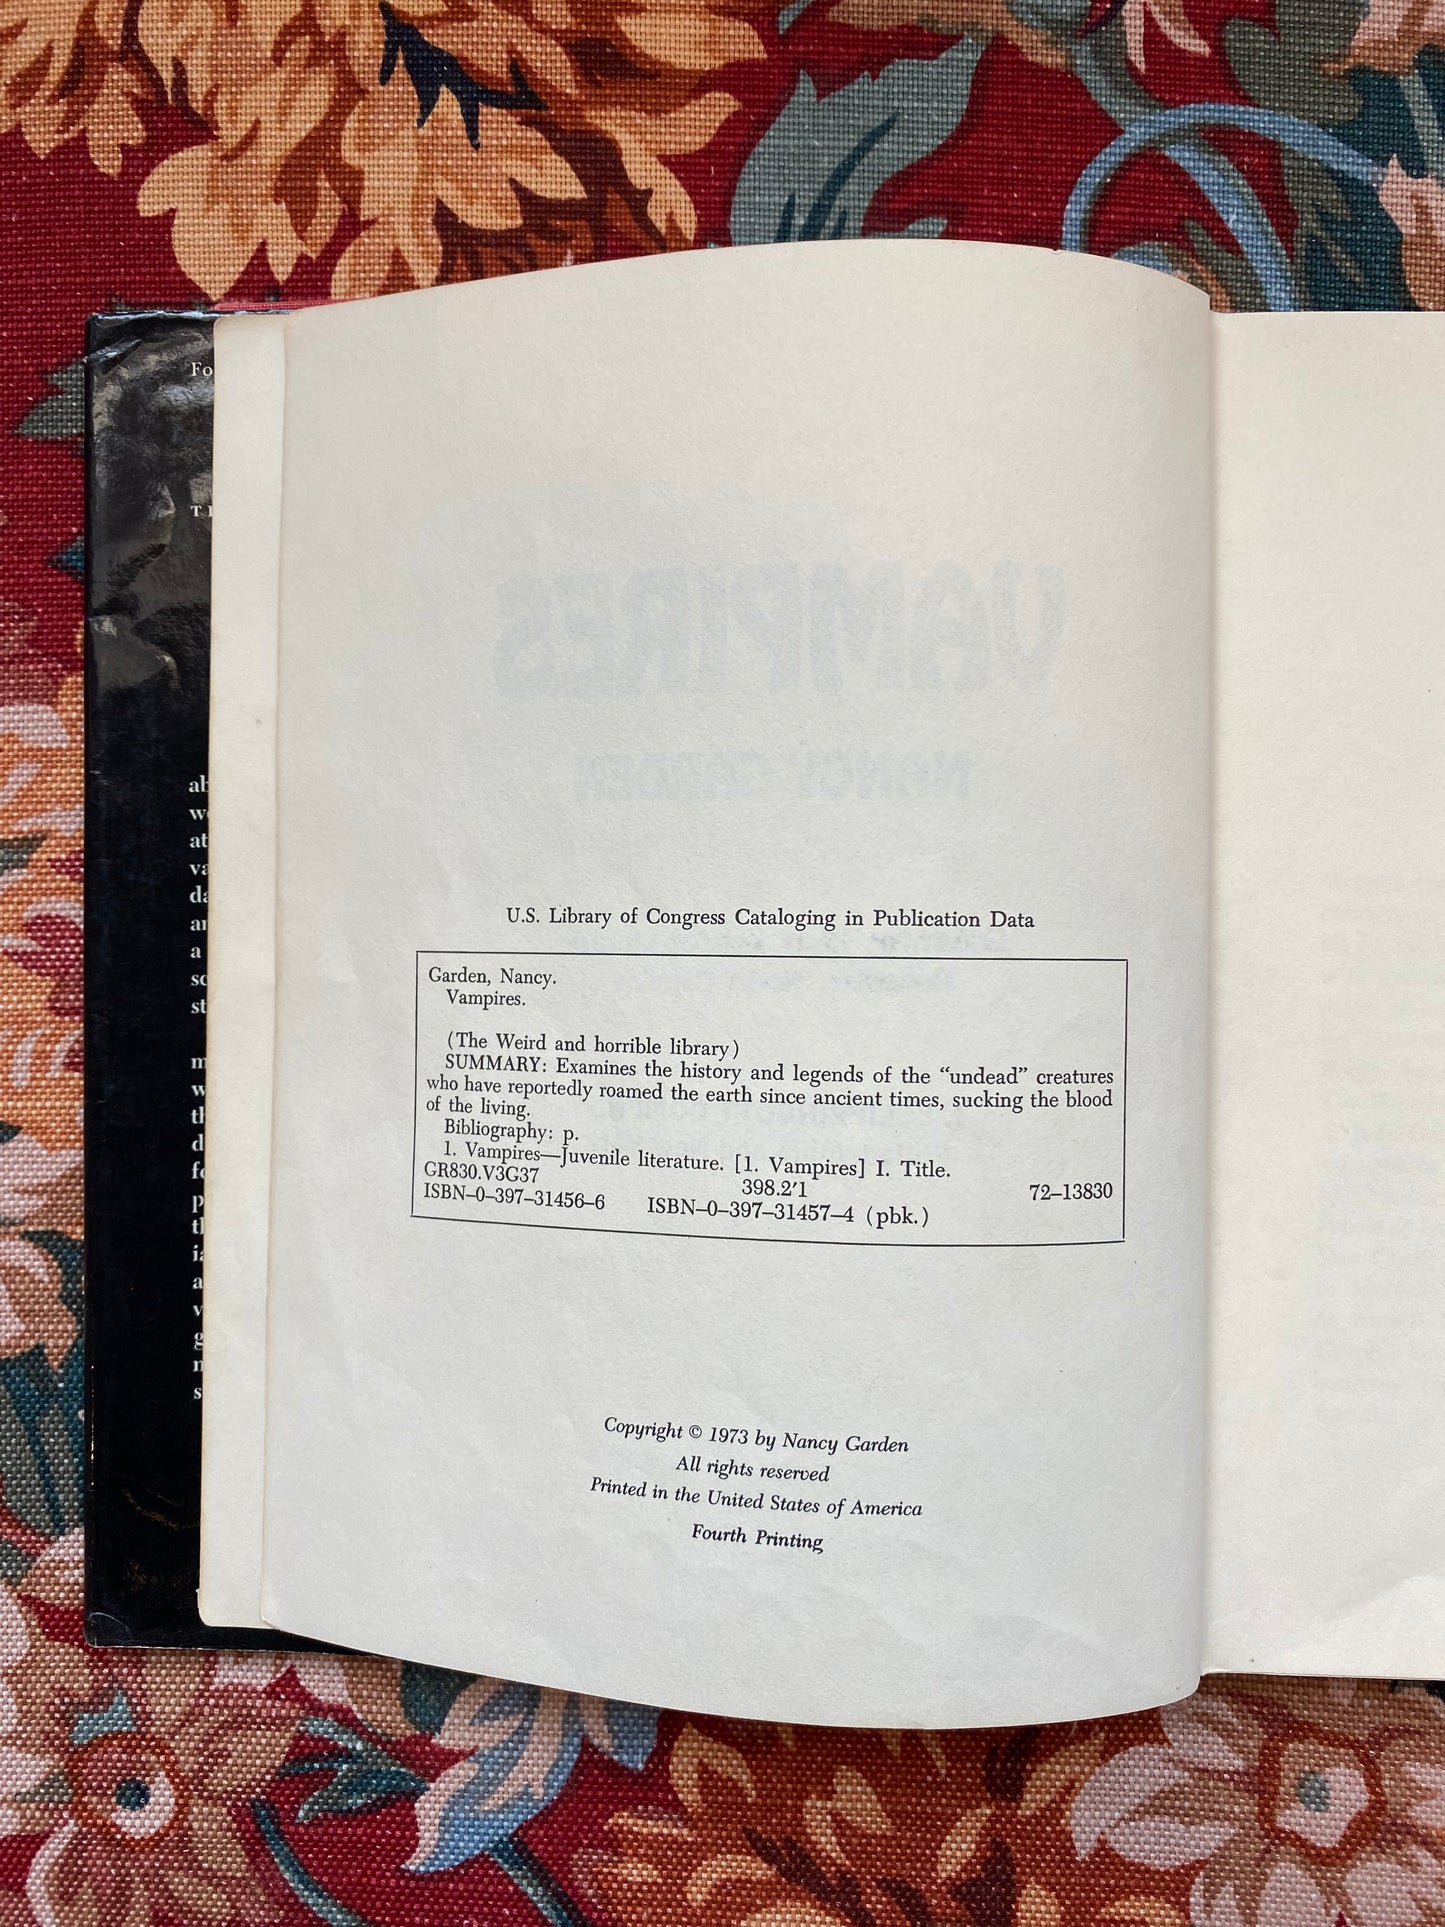 Fo
U.S. Library of Congress Cataloging in Publication Data
Garden, Nancy.
Vampires.
(The Weird and horrible library)
SUMMARY: Examines the history and legends of the “undead” creatures
who have reportedly roamed the earth since ancient times, sucking the blood
of the living.
Bibliography: p.
1. Vampires—Juvenile literature. [1. Vampires] I. Title.
GR830.V3G37 398.2’1 72–13830
ISBN–0–397–31456–6 ISBN–0–397–31457–4 (pbk.)
Copyright © 1973 by Nancy Garden
All rights reserved
Printed in the United States of America
Fourth Printing